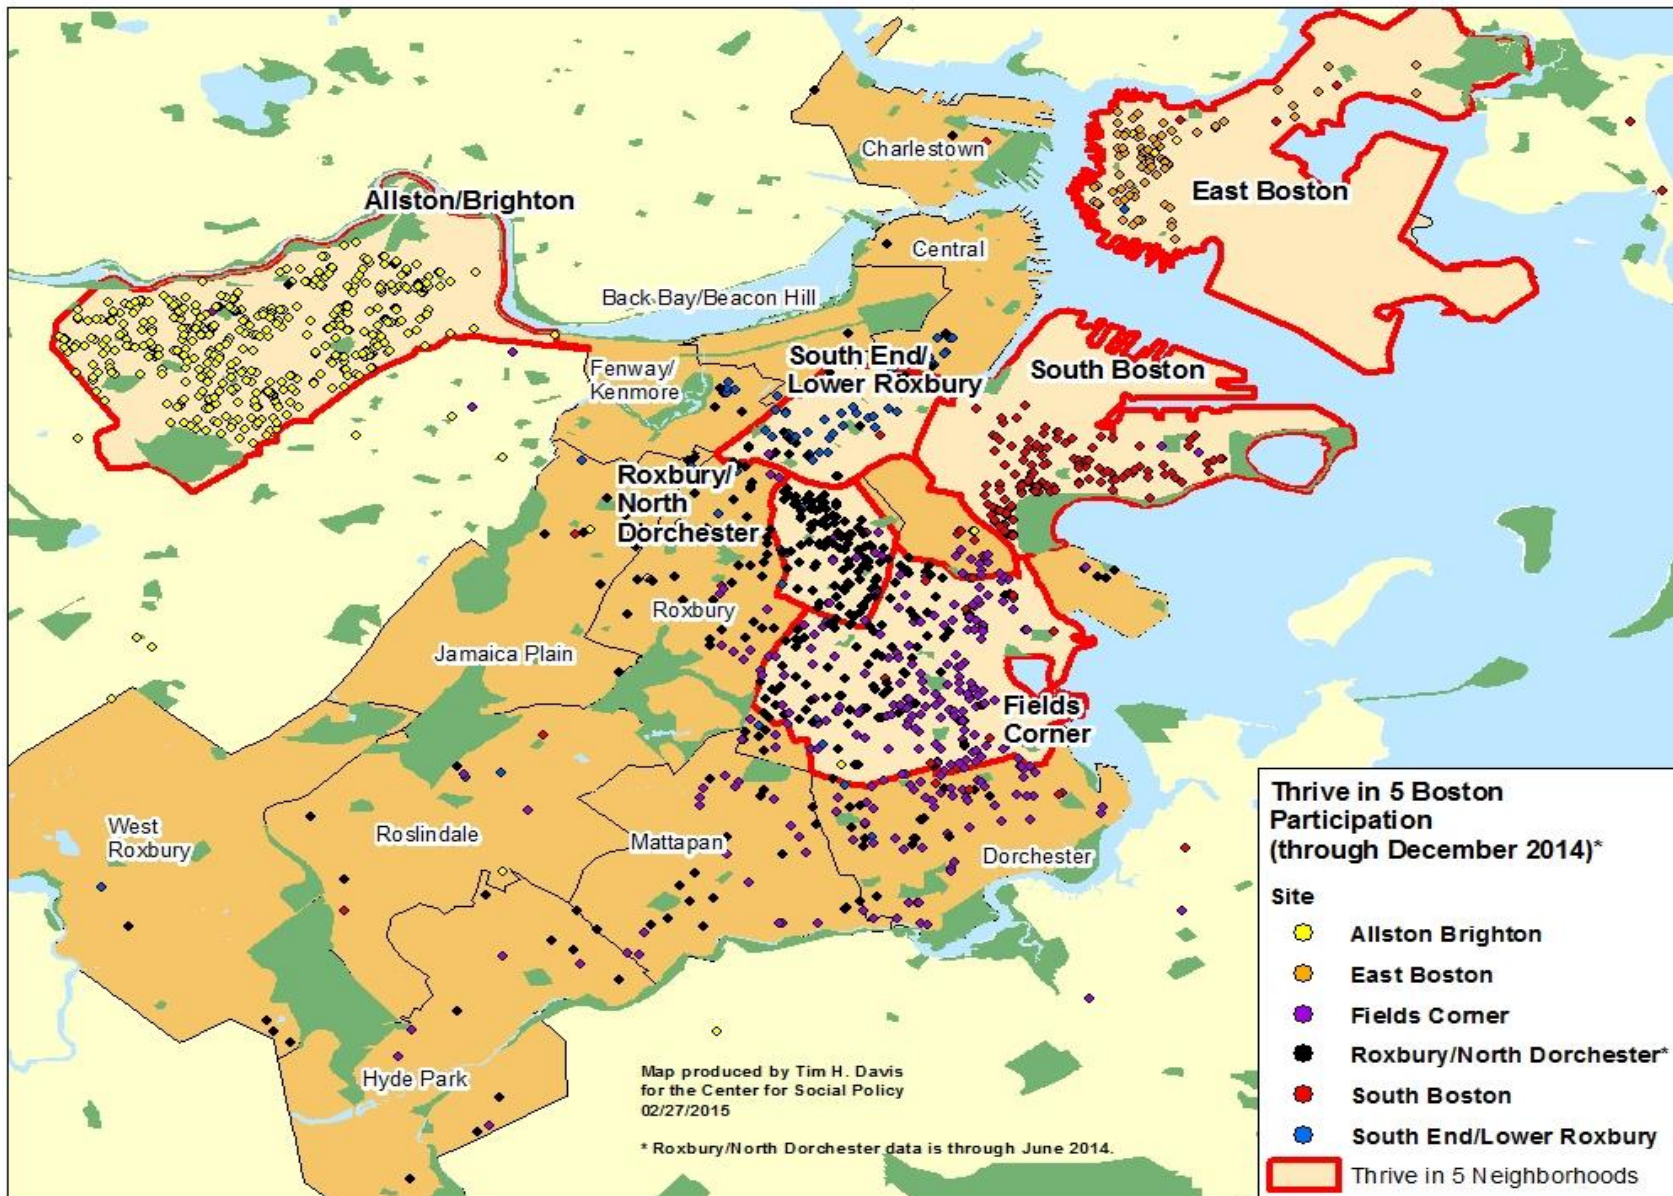 Charlestown
Allston/Brighton
East Boston
Central
Back Bay/Beacon Hill
South End/
Lower Roxbury
South Boston
Fenway/
Kenmore
Roxbury/
North
Dorchester
Roxbury
Jamaica Plain
Fields
Corner
West
Roxbury
Roslindale
Mattapan
Dorchester
Hyde Park
Map produced by Tim H. Davis
for the Center for Social Policy
02/27/2015
* Roxbury/North Dorchester data is through June 2014.
Thrive in 5 Boston
Participation
(through December 2014)*
Site
Allston Brighton
East Boston
Fields Corner
Roxbury/North Dorchester*
South Boston
South End/Lower Roxbury
Thrive in 5 Neighborhoods